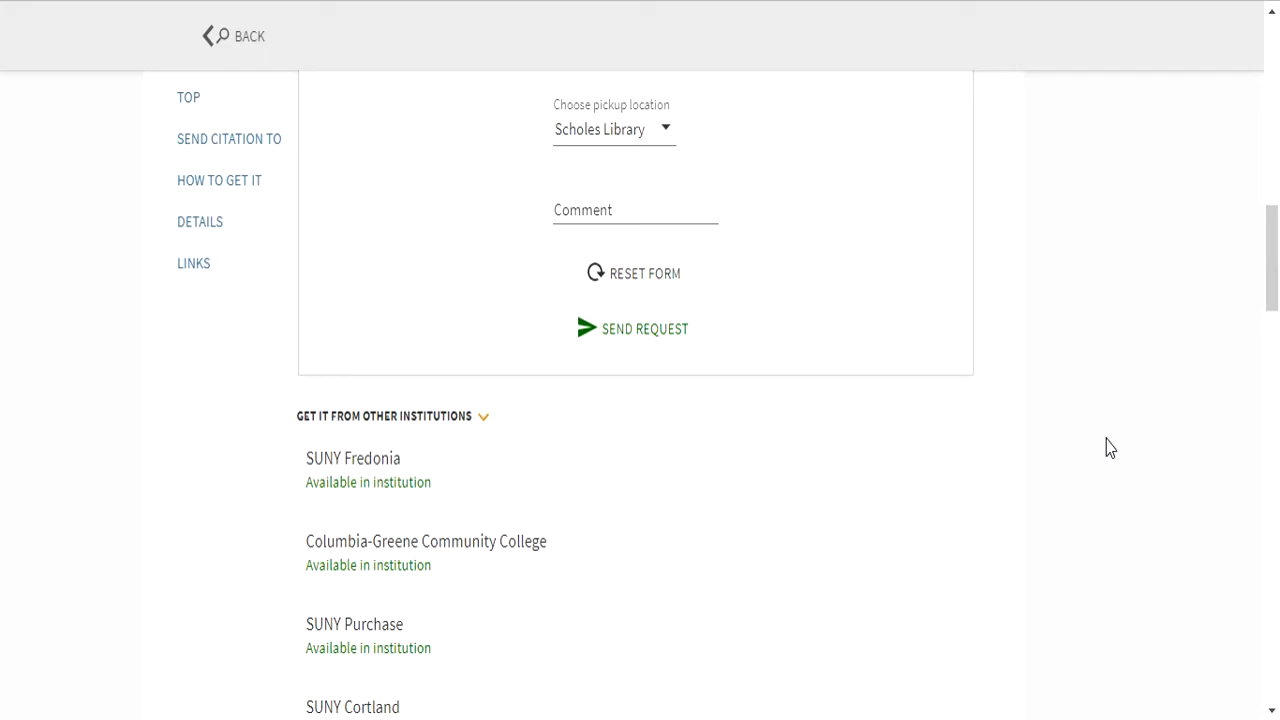 BACK
TOP
SEND CITATION TO
HOW TO GET IT
DETAILS
LINKS
Choose pickup location
Scholes Library
Comment
RESET FORM
SEND REQUEST
GET IT FROM OTHER INSTITUTIONS
SUNY Fredonia
Available in institution
Columbia-Greene Community College
Available in institution
SUNY Purchase
Available in institution
SUNY Cortland